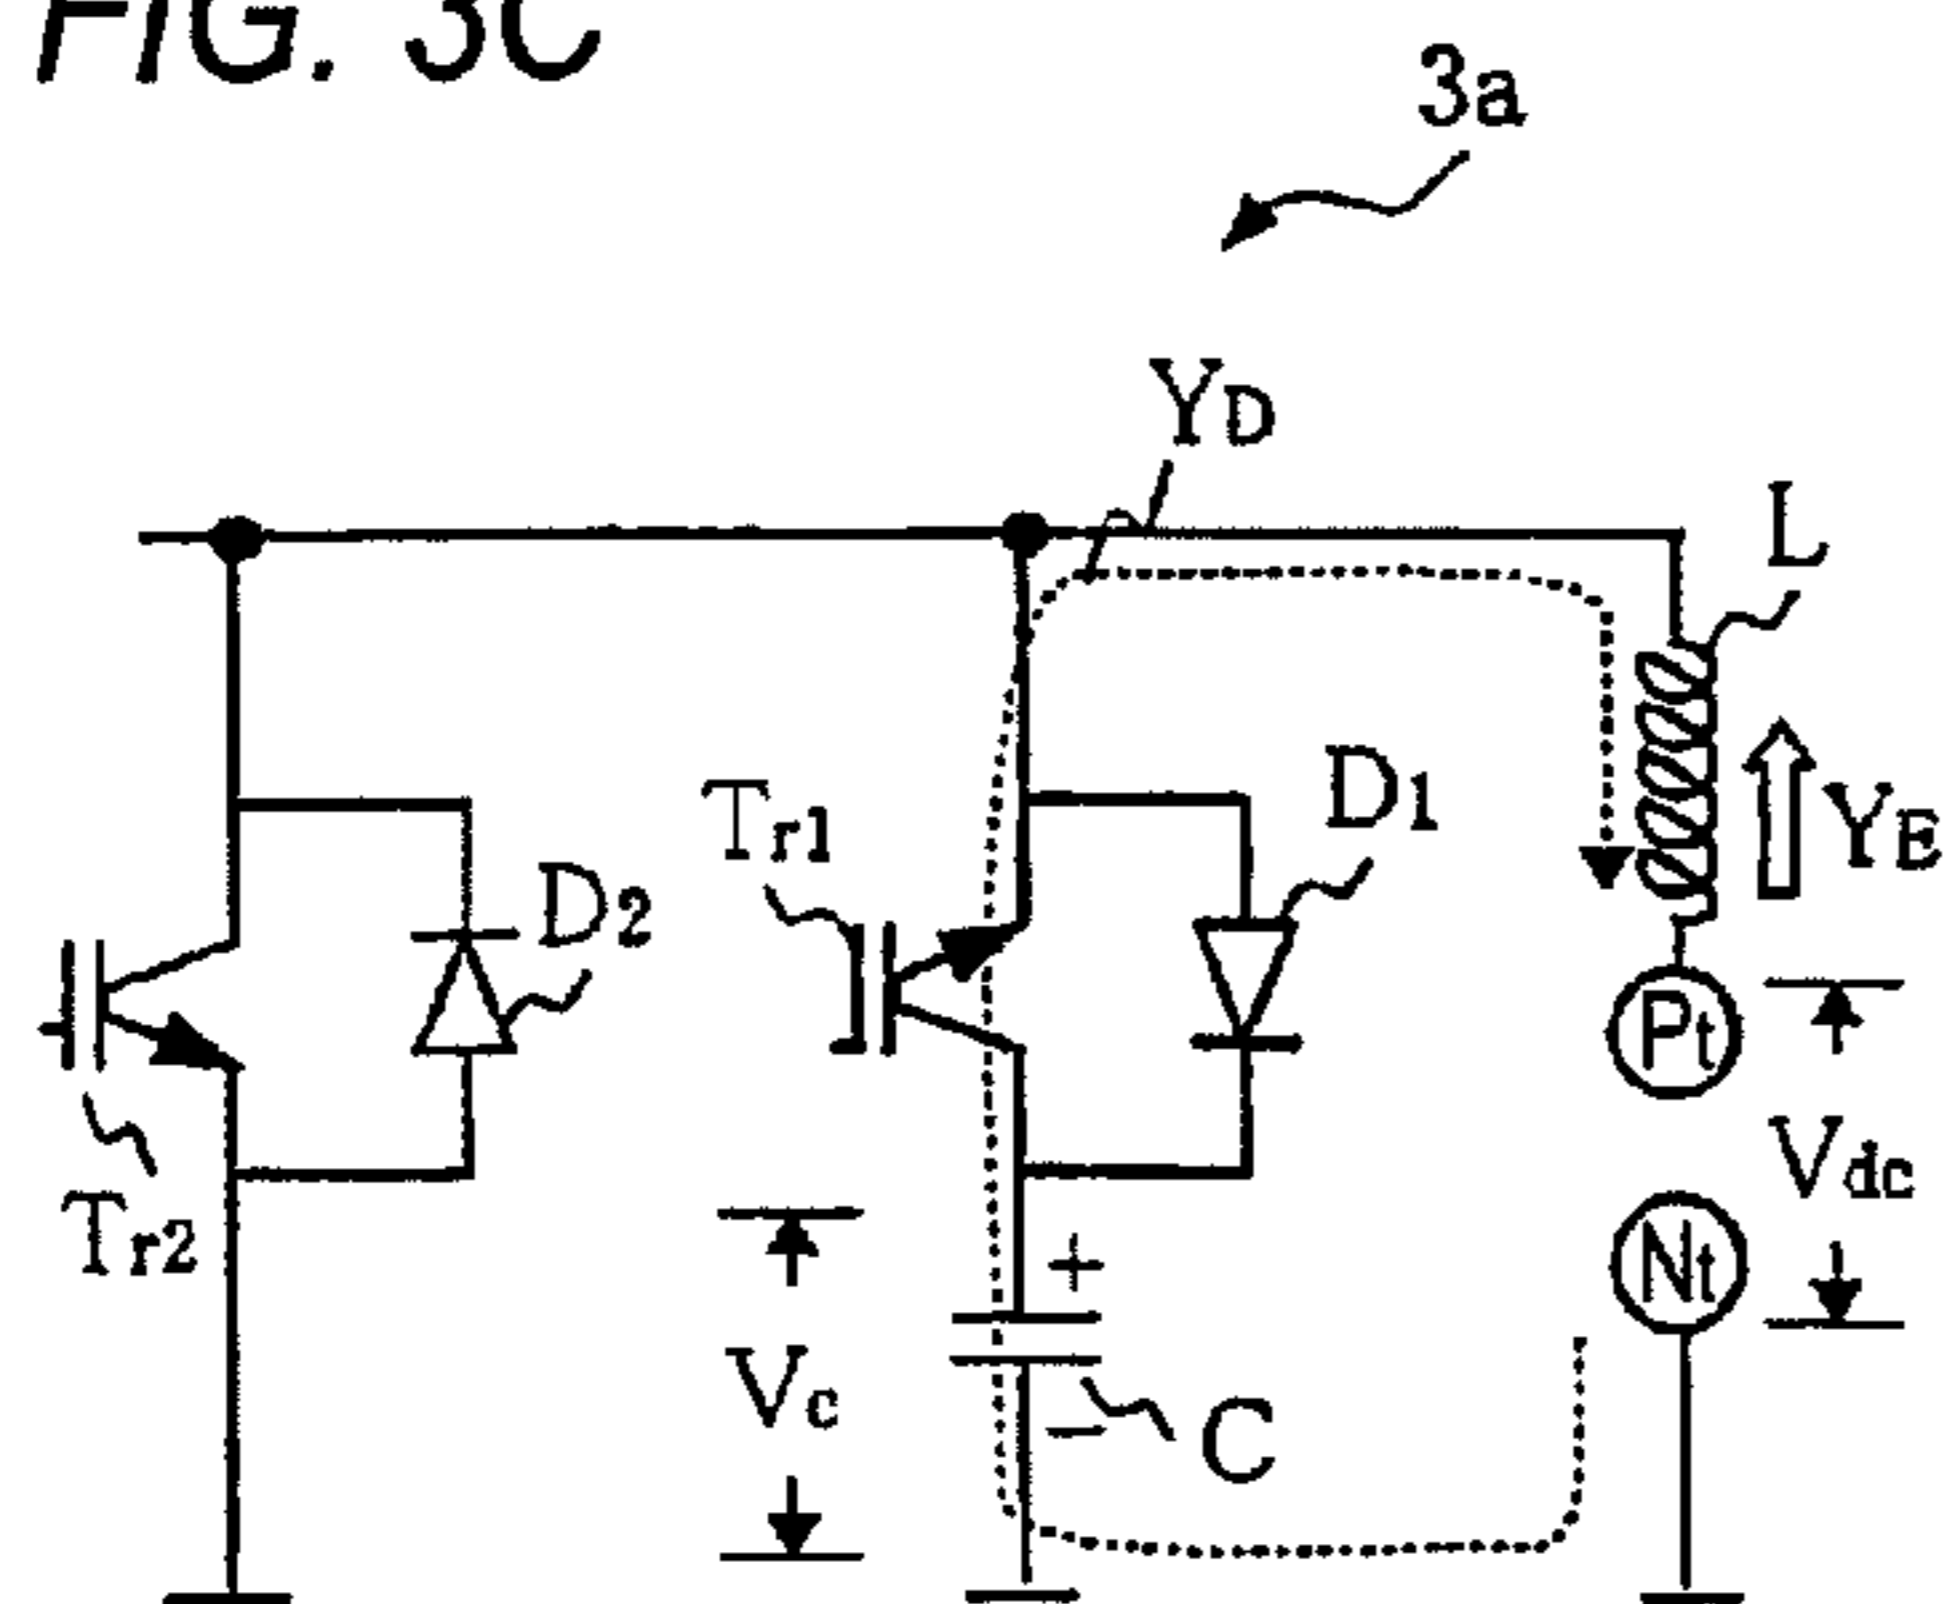 FIG. 3C
3a
YD
L
Tr1
D1
YE
D2
Pt
Vdc
Tr2
+
Nt
Vc
−
C